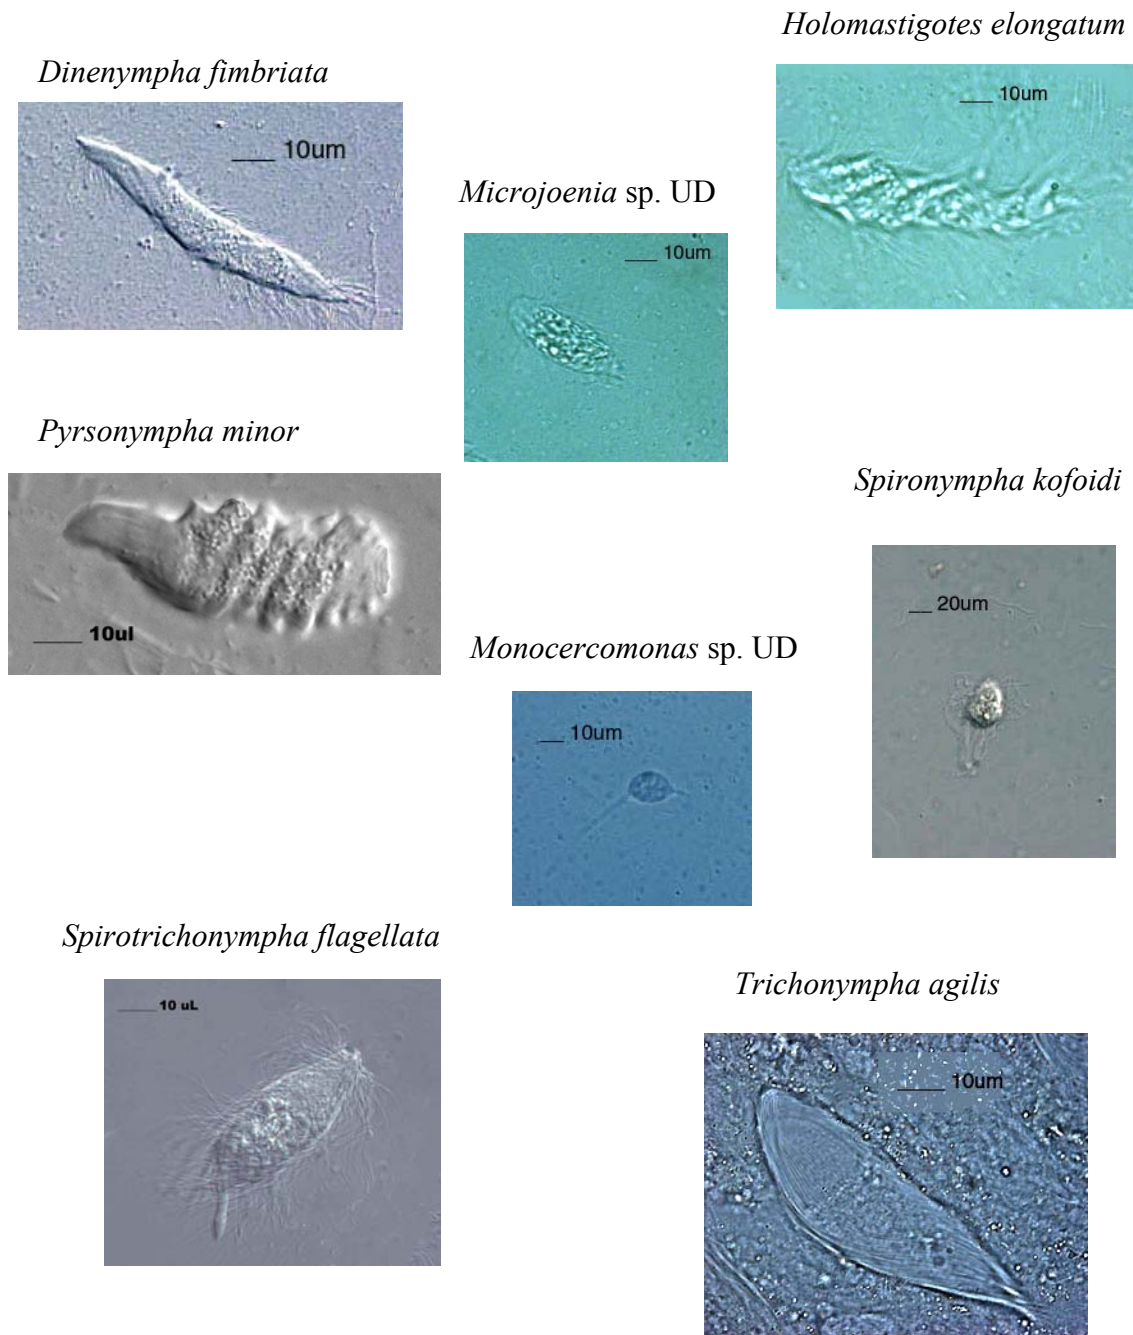 Holomastigotes elongatum
Dinenympha fimbriata
10um
10um
Microjoenia sp. UD
10um
Pyrsonympha minor
Spironympha kofoidi
10ul
20um
Monocercomonas sp. UD
10um
Spirotrichonympha flagellata
Trichonympha agilis
10 uL
10um